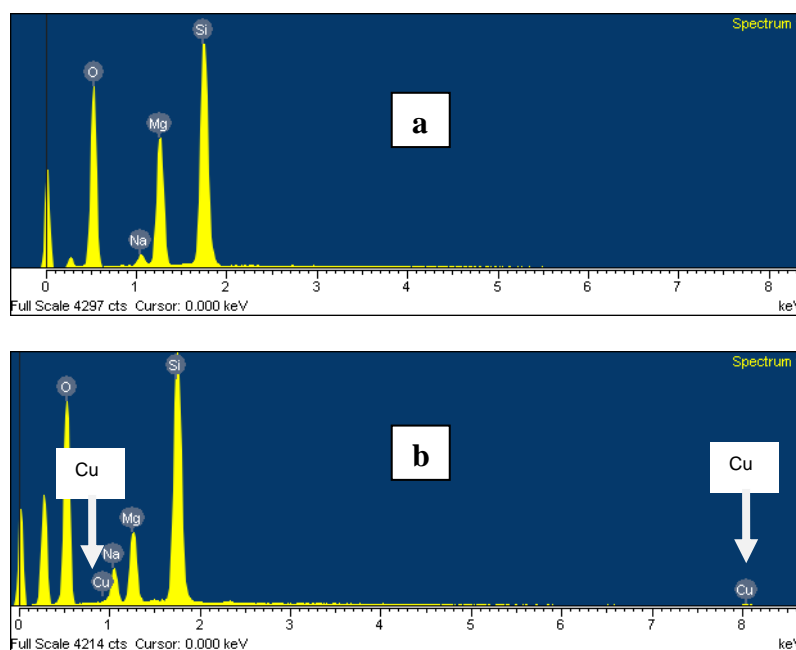 Spectrum
Si
O
a
Mg
Na
0 1 2 3 4 5 6 7 8
Full Scale 4297 cts Cursor: 0.000 keV keV
Spectrum
Si
O
b
Cu Cu
Mg
Na
Cu Cu
0 1 2 3 4 5 6 7 8
Full Scale 4214 cts Cursor: 0.000 keV keV